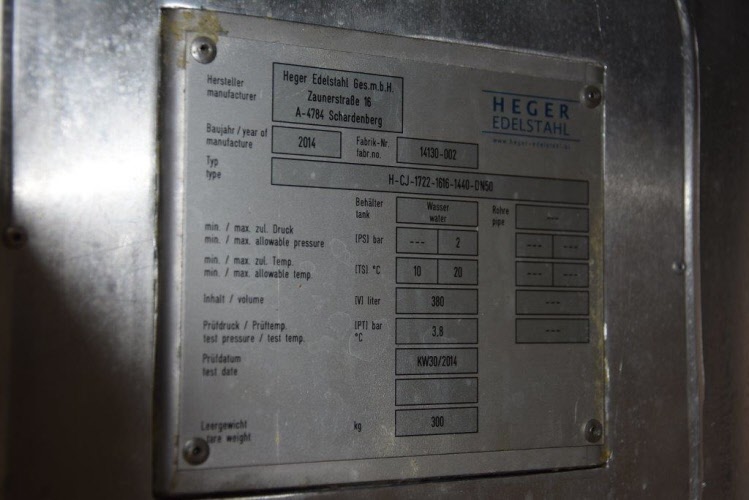 Hersteller
manufacturer
Heger Edelstahl Ges.m.b.H.
Zaunerstraße 16
A-4784 Schardenberg
HEGER
EDELSTAHL
www.heger-edelstahl.at
Baujahr / year of
manufacture
2014
Fabrik-Nr.
fabr.no.
14130-002
Typ
type
H-CJ-1722-1616-1440-DN50
Behälter
tank
Wasser
water
Rohre
pipe
---
min. / max. zul. Druck
min. / max. allowable pressure
(PS) bar
--- 2
--- ---
min. / max. zul. Temp.
min. / max. allowable temp.
(TS) °C
10 20
--- ---
Inhalt / volume
(V) liter
380
---
Prüfdruck / Prüftemp.
test pressure / test temp.
(PT) bar
°C
3,8
---
Prüfdatum
test date
KW30/2014
Leergewicht
tare weight
kg
300